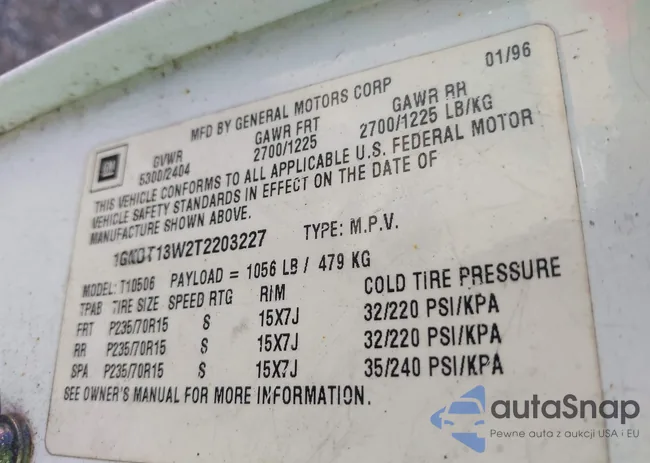 MFD BY GENERAL MOTORS CORP 01/96
GVWR GAWR FRT GAWR RR
5300/2404 2700/1225 2700/1225 LB/KG
THIS VEHICLE CONFORMS TO ALL APPLICABLE U.S. FEDERAL MOTOR
VEHICLE SAFETY STANDARDS IN EFFECT ON THE DATE OF
MANUFACTURE SHOWN ABOVE.
1GKDT13W2T2203227 TYPE: M.P.V.
MODEL: T10506 PAYLOAD = 1056 LB / 479 KG
TPAB TIRE SIZE SPEED RTG RIM COLD TIRE PRESSURE
FRT P235/70R15 S 15X7J 32/220 PSI/KPA
RR P235/70R15 S 15X7J 32/220 PSI/KPA
SPA P235/70R15 S 15X7J 35/240 PSI/KPA
SEE OWNER'S MANUAL FOR MORE INFORMATION.
GM
autaSnap
Pewne auta z aukcji USA i EU